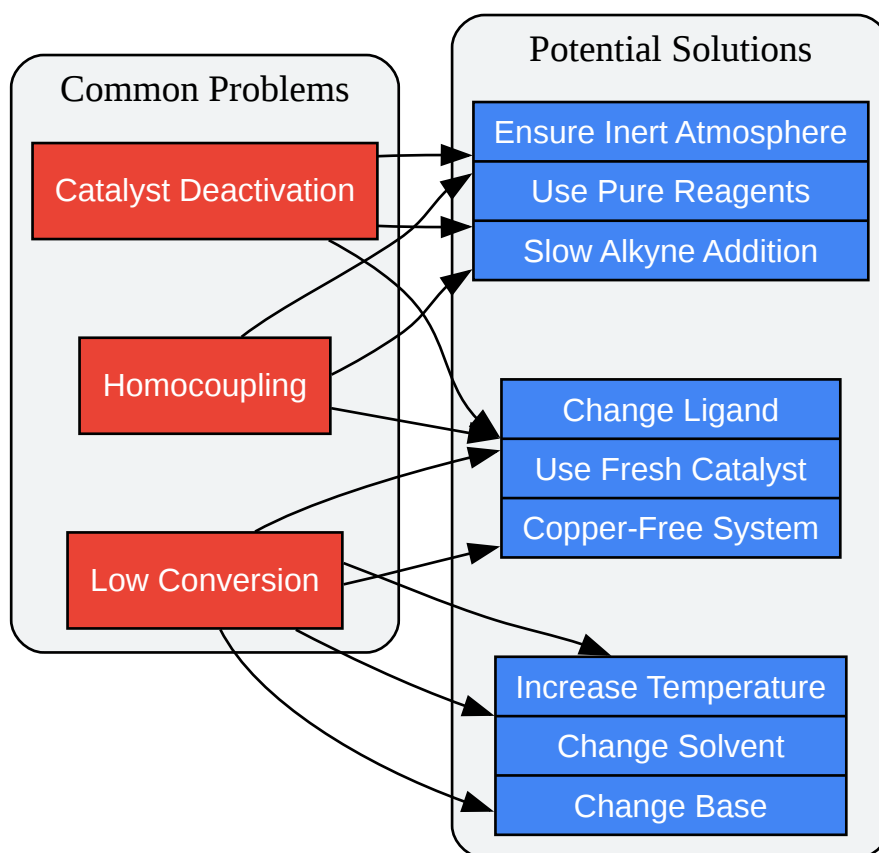 Common Problems
Catalyst Deactivation
Homocoupling
Low Conversion
Potential Solutions
Ensure Inert Atmosphere
Use Pure Reagents
Slow Alkyne Addition
Change Ligand
Use Fresh Catalyst
Copper-Free System
Increase Temperature
Change Solvent
Change Base